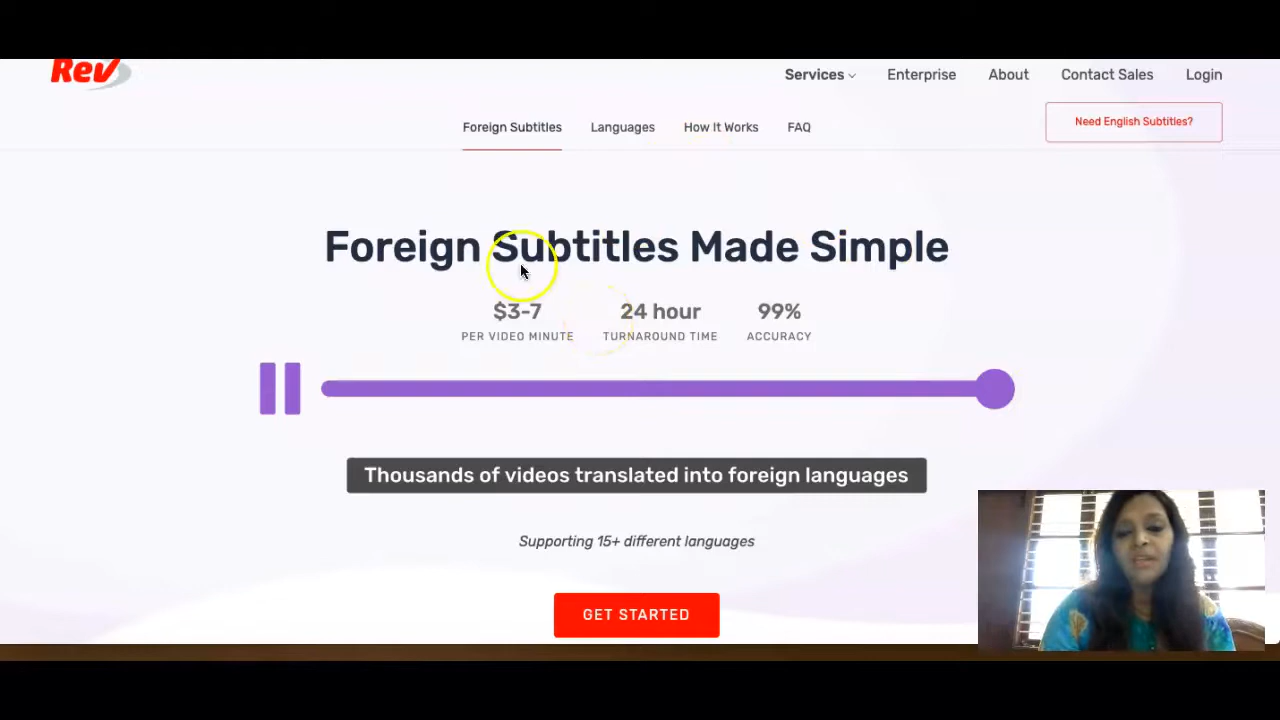 Rev
Services Enterprise About Contact Sales Login
Foreign Subtitles Languages How It Works FAQ Need English Subtitles?
Foreign Subtitles Made Simple
$3-7 24 hour 99%
PER VIDEO MINUTE TURNAROUND TIME ACCURACY
Thousands of videos translated into foreign languages
Supporting 15+ different languages
GET STARTED